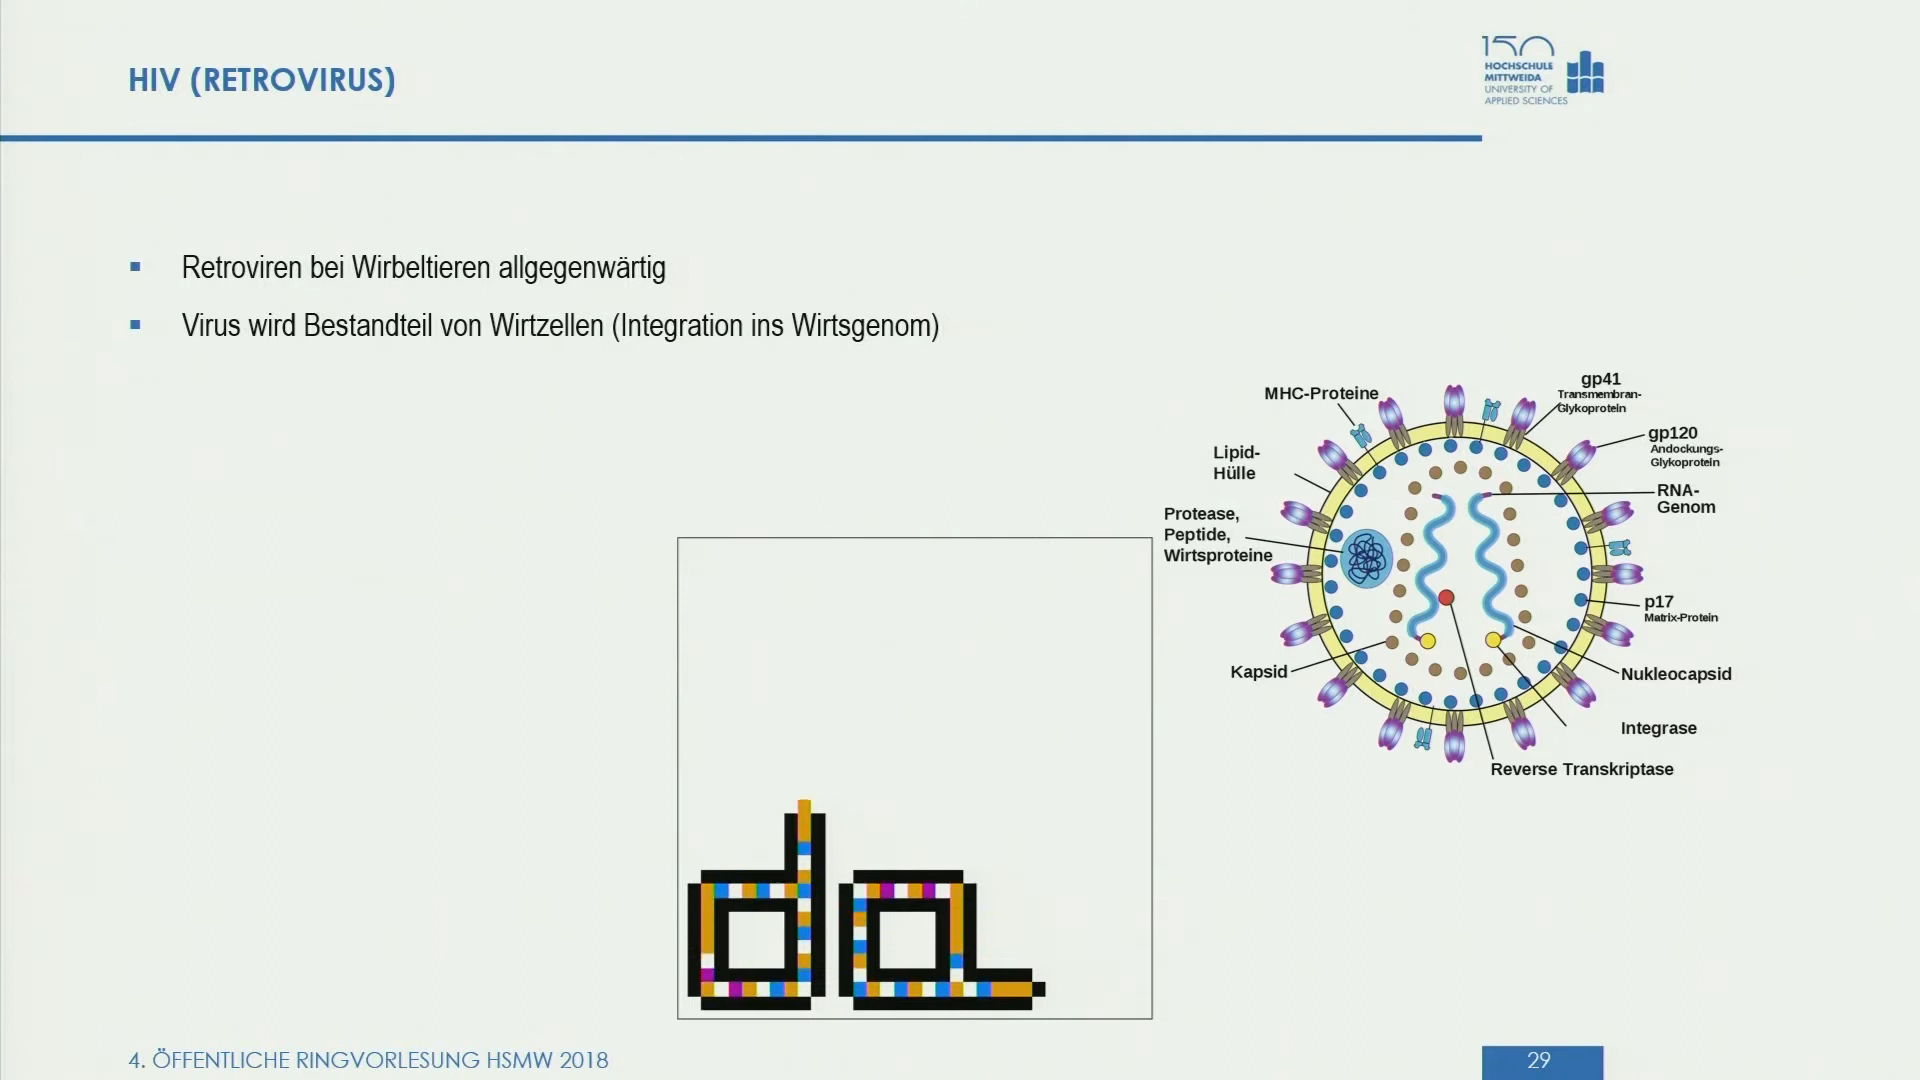 HIV (RETROVIRUS)
150
HOCHSCHULE
MITTWEIDA
UNIVERSITY OF
APPLIED SCIENCES
▪ Retroviren bei Wirbeltieren allgegenwärtig
▪ Virus wird Bestandteil von Wirtzellen (Integration ins Wirtsgenom)
MHC-Proteine
gp41
Transmembran-
Glykoprotein
gp120
Andockungs-
Glykoprotein
Lipid-
Hülle
RNA-
Genom
Protease,
Peptide,
Wirtsproteine
p17
Matrix-Protein
Kapsid
Nukleocapsid
Integrase
Reverse Transkriptase
4. ÖFFENTLICHE RINGVORLESUNG HSMW 2018
29